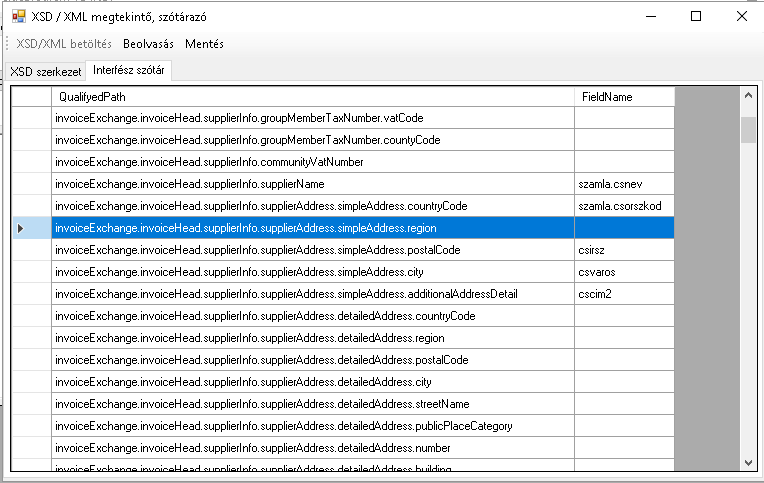 XSD / XML megtekintő, szótárazó
XSD/XML betöltés Beolvasás Mentés
XSD szerkezet Interfész szótár
QualifyedPath FieldName
invoiceExchange.invoiceHead.supplierInfo.groupMemberTaxNumber.vatCode
invoiceExchange.invoiceHead.supplierInfo.groupMemberTaxNumber.countyCode
invoiceExchange.invoiceHead.supplierInfo.communityVatNumber
invoiceExchange.invoiceHead.supplierInfo.supplierName szamla.csnev
invoiceExchange.invoiceHead.supplierInfo.supplierAddress.simpleAddress.countryCode szamla.csorszkod
invoiceExchange.invoiceHead.supplierInfo.supplierAddress.simpleAddress.region
invoiceExchange.invoiceHead.supplierInfo.supplierAddress.simpleAddress.postalCode csirsz
invoiceExchange.invoiceHead.supplierInfo.supplierAddress.simpleAddress.city csvaros
invoiceExchange.invoiceHead.supplierInfo.supplierAddress.simpleAddress.additionalAddressDetail cscim2
invoiceExchange.invoiceHead.supplierInfo.supplierAddress.detailedAddress.countryCode
invoiceExchange.invoiceHead.supplierInfo.supplierAddress.detailedAddress.region
invoiceExchange.invoiceHead.supplierInfo.supplierAddress.detailedAddress.postalCode
invoiceExchange.invoiceHead.supplierInfo.supplierAddress.detailedAddress.city
invoiceExchange.invoiceHead.supplierInfo.supplierAddress.detailedAddress.streetName
invoiceExchange.invoiceHead.supplierInfo.supplierAddress.detailedAddress.publicPlaceCategory
invoiceExchange.invoiceHead.supplierInfo.supplierAddress.detailedAddress.number
invoiceExchange.invoiceHead.supplierInfo.supplierAddress.detailedAddress.building